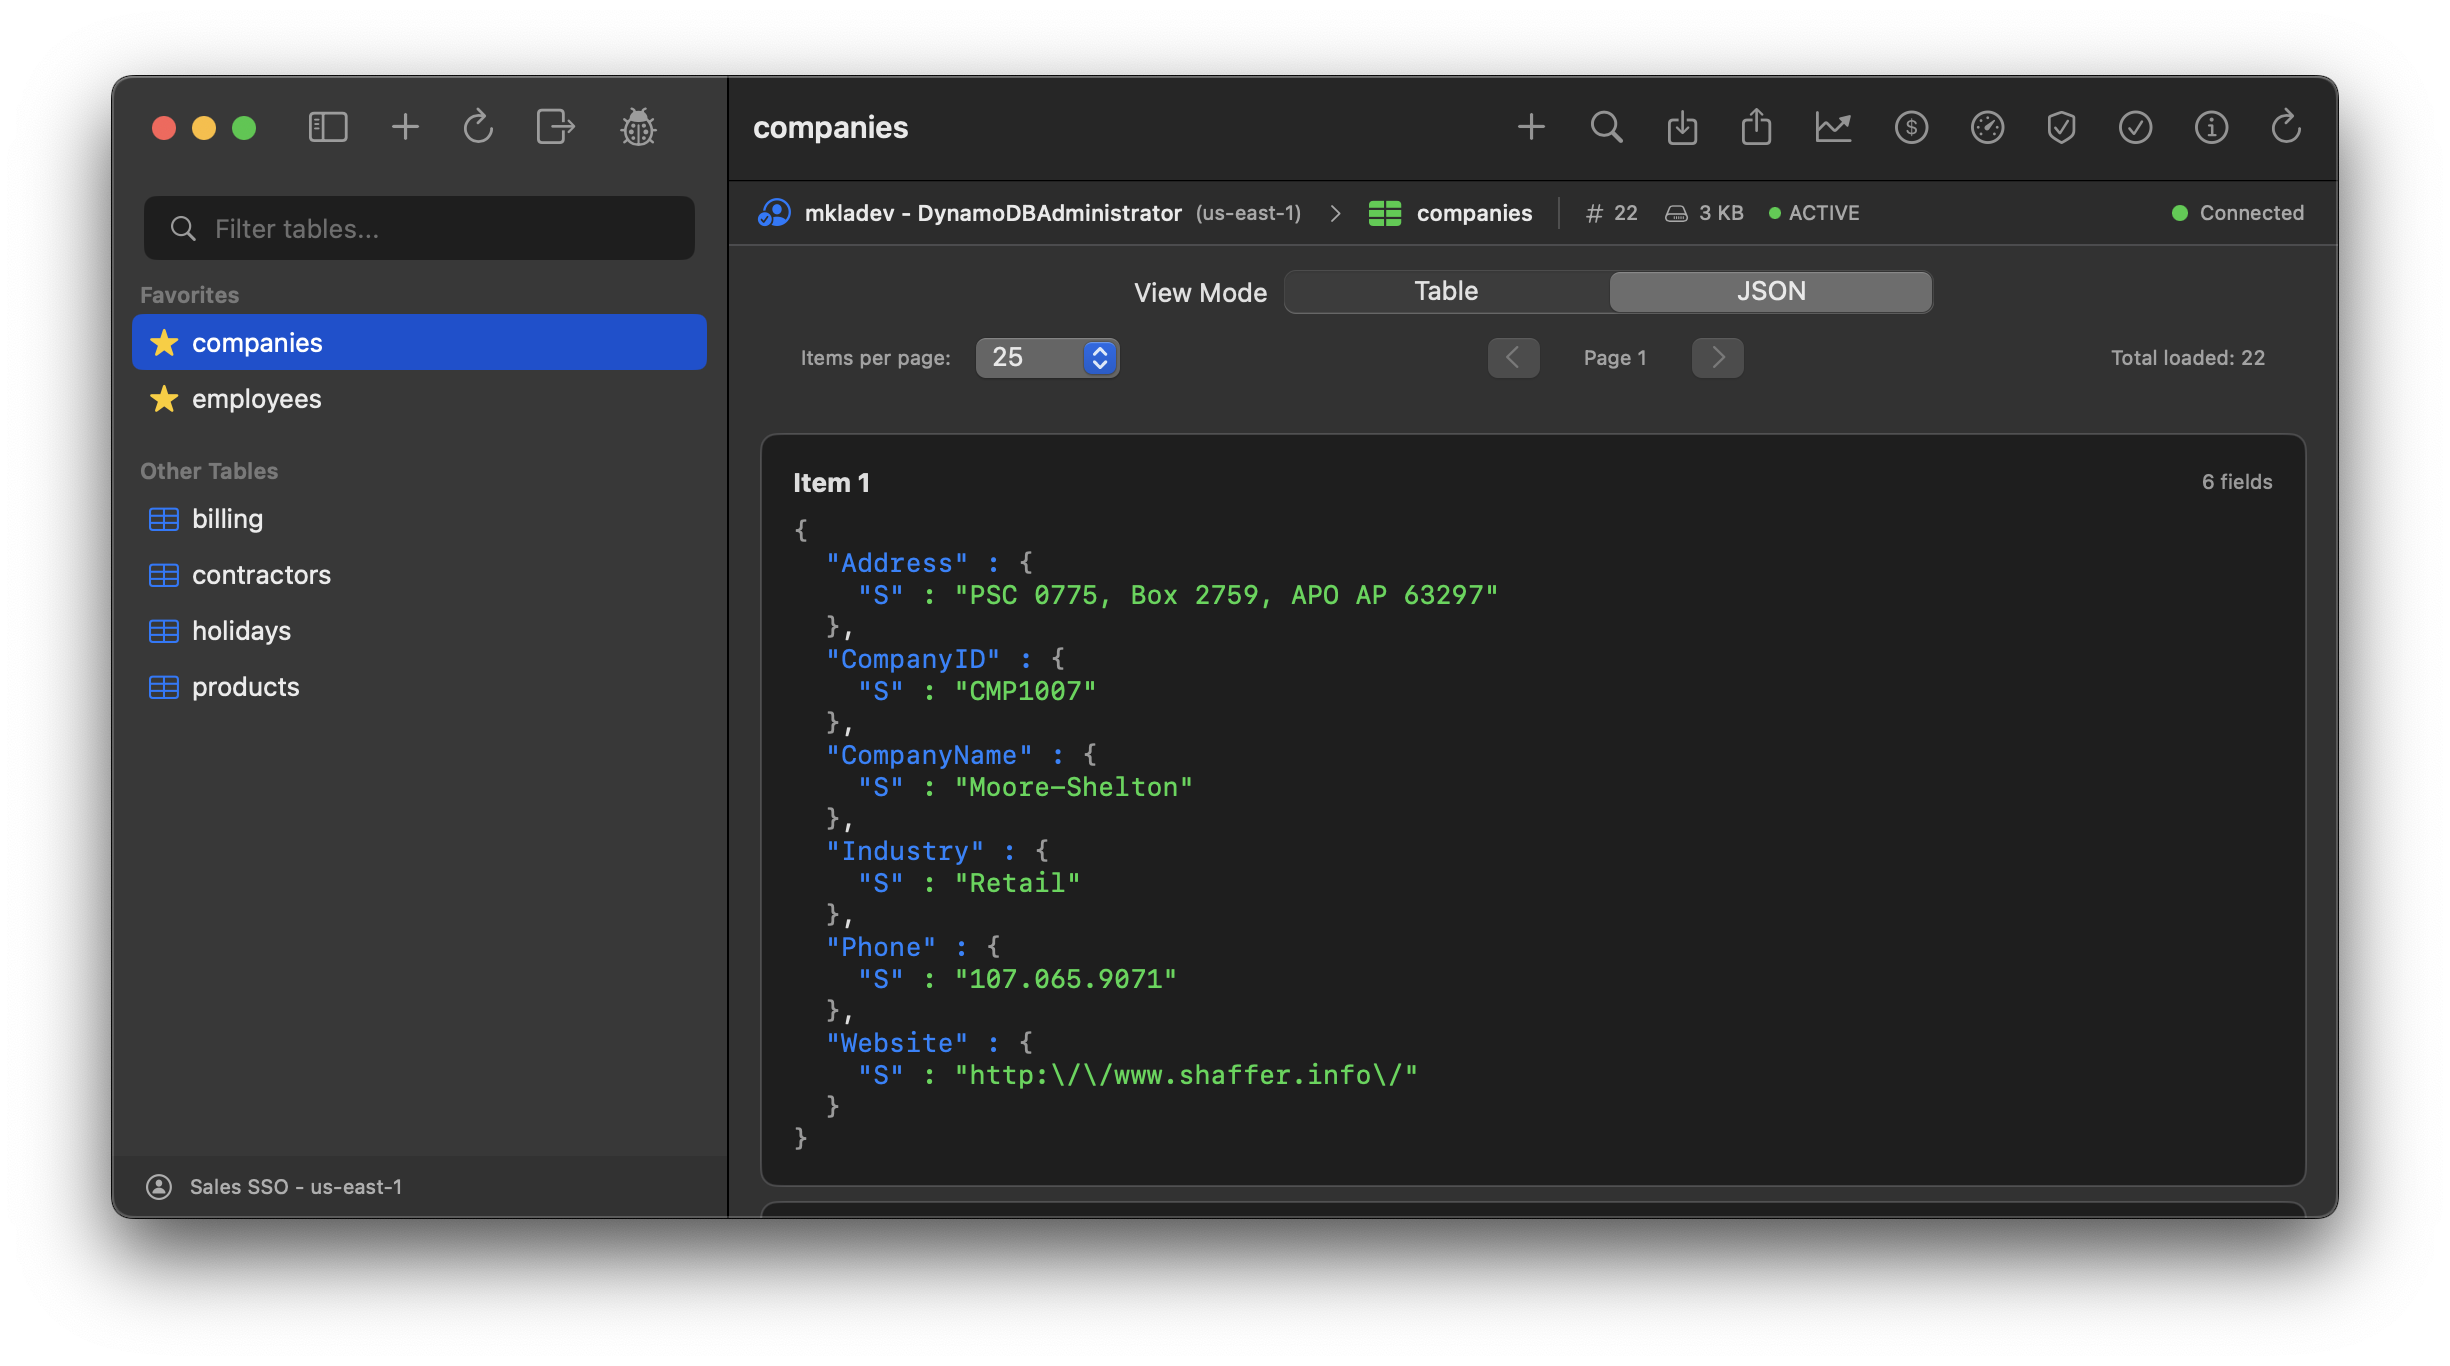 Filter tables...
Favorites
companies
employees
Other Tables
billing
contractors
holidays
products
Sales SSO - us-east-1
companies
mkladev - DynamoDBAdministrator (us-east-1) > companies # 22 3 KB ACTIVE Connected
View Mode Table JSON
Items per page: 25 Page 1 Total loaded: 22
Item 1 6 fields
{
  "Address" : {
    "S" : "PSC 0775, Box 2759, APO AP 63297"
  },
  "CompanyID" : {
    "S" : "CMP1007"
  },
  "CompanyName" : {
    "S" : "Moore-Shelton"
  },
  "Industry" : {
    "S" : "Retail"
  },
  "Phone" : {
    "S" : "107.065.9071"
  },
  "Website" : {
    "S" : "http:\/\/www.shaffer.info\/"
  }
}